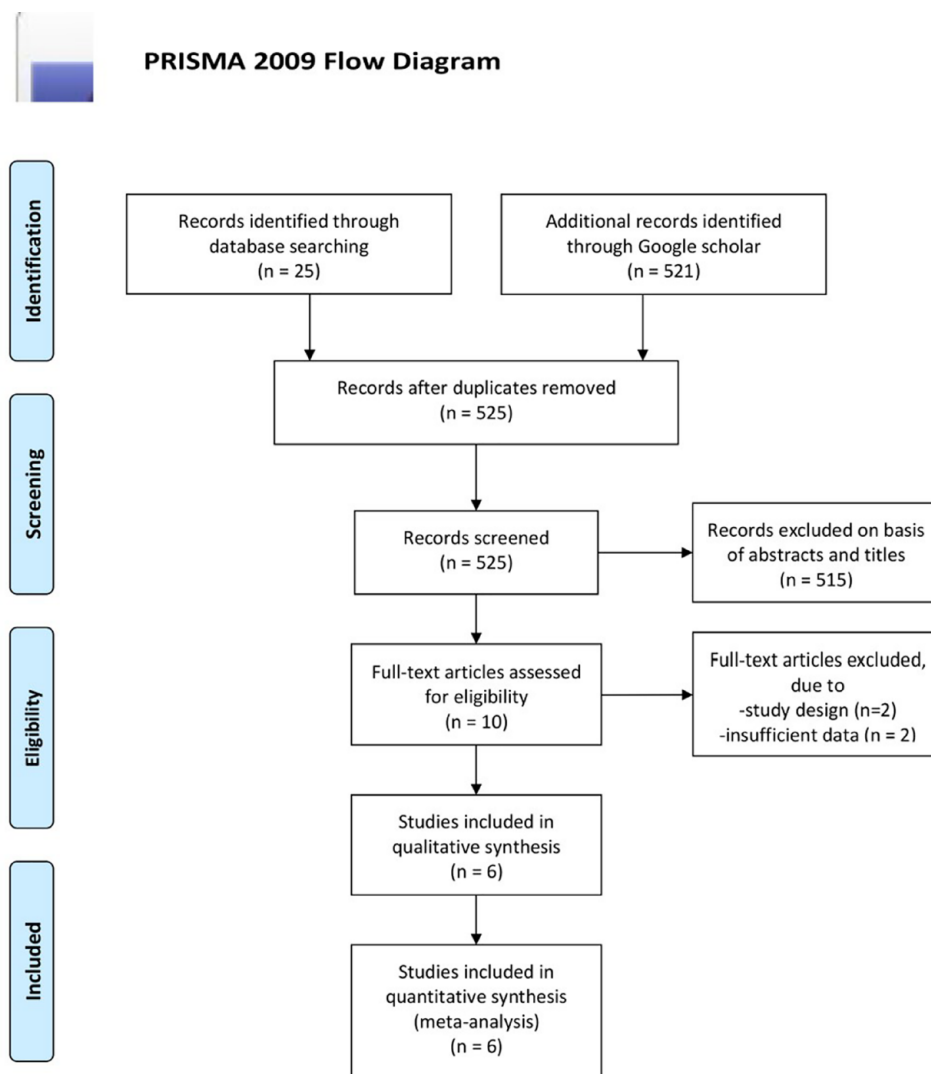 PRISMA 2009 Flow Diagram
Identification
Records identified through
database searching
(n = 25)
Additional records identified
through Google scholar
(n = 521)
Records after duplicates removed
(n = 525)
Screening
Records screened
(n = 525)
Records excluded on basis
of abstracts and titles
(n = 515)
Eligibility
Full-text articles assessed
for eligibility
(n = 10)
Full-text articles excluded,
due to
-study design (n=2)
-insufficient data (n = 2)
Studies included in
qualitative synthesis
(n = 6)
Included
Studies included in
quantitative synthesis
(meta-analysis)
(n = 6)